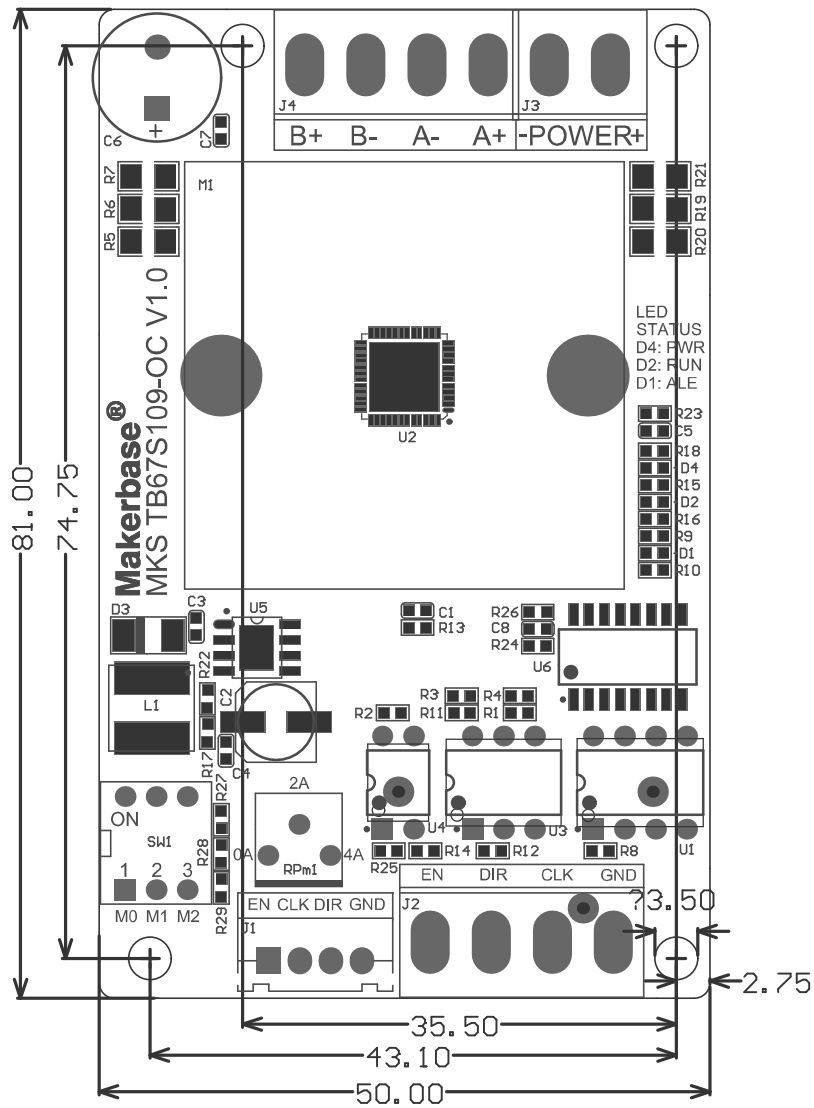 J4
J3
B+ B- A- A+ -POWER+
C6
+
C7
M1
R7
R6
R5
R21
R19
R20
Makerbase®
MKS TB67S109-OC V1.0
LED
STATUS
D4: PWR
D2: RUN
D1: ALE
U2
R23
C5
R18
D4
R15
D2
R16
R9
D1
R10
81.00
74.75
D3
C3
U5
C1
R13
R26
C8
R24
U6
L1
R22
C2
R17
C4
R3
R4
R2
R11
R1
ON
SW1
1 2 3
M0 M1 M2
R27
R28
R29
2A
0A
4A
RPm1
U4
U3
U1
R25
R14
R12
R8
EN CLK DIR GND
J1
EN DIR CLK GND
J2
?3.50
2.75
35.50
43.10
50.00